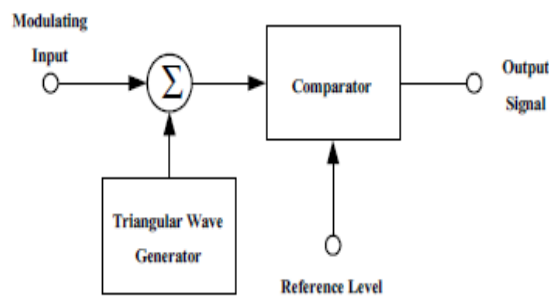 Modulating
Input
Σ
Comparator
Output
Signal
Triangular Wave
Generator
Reference Level